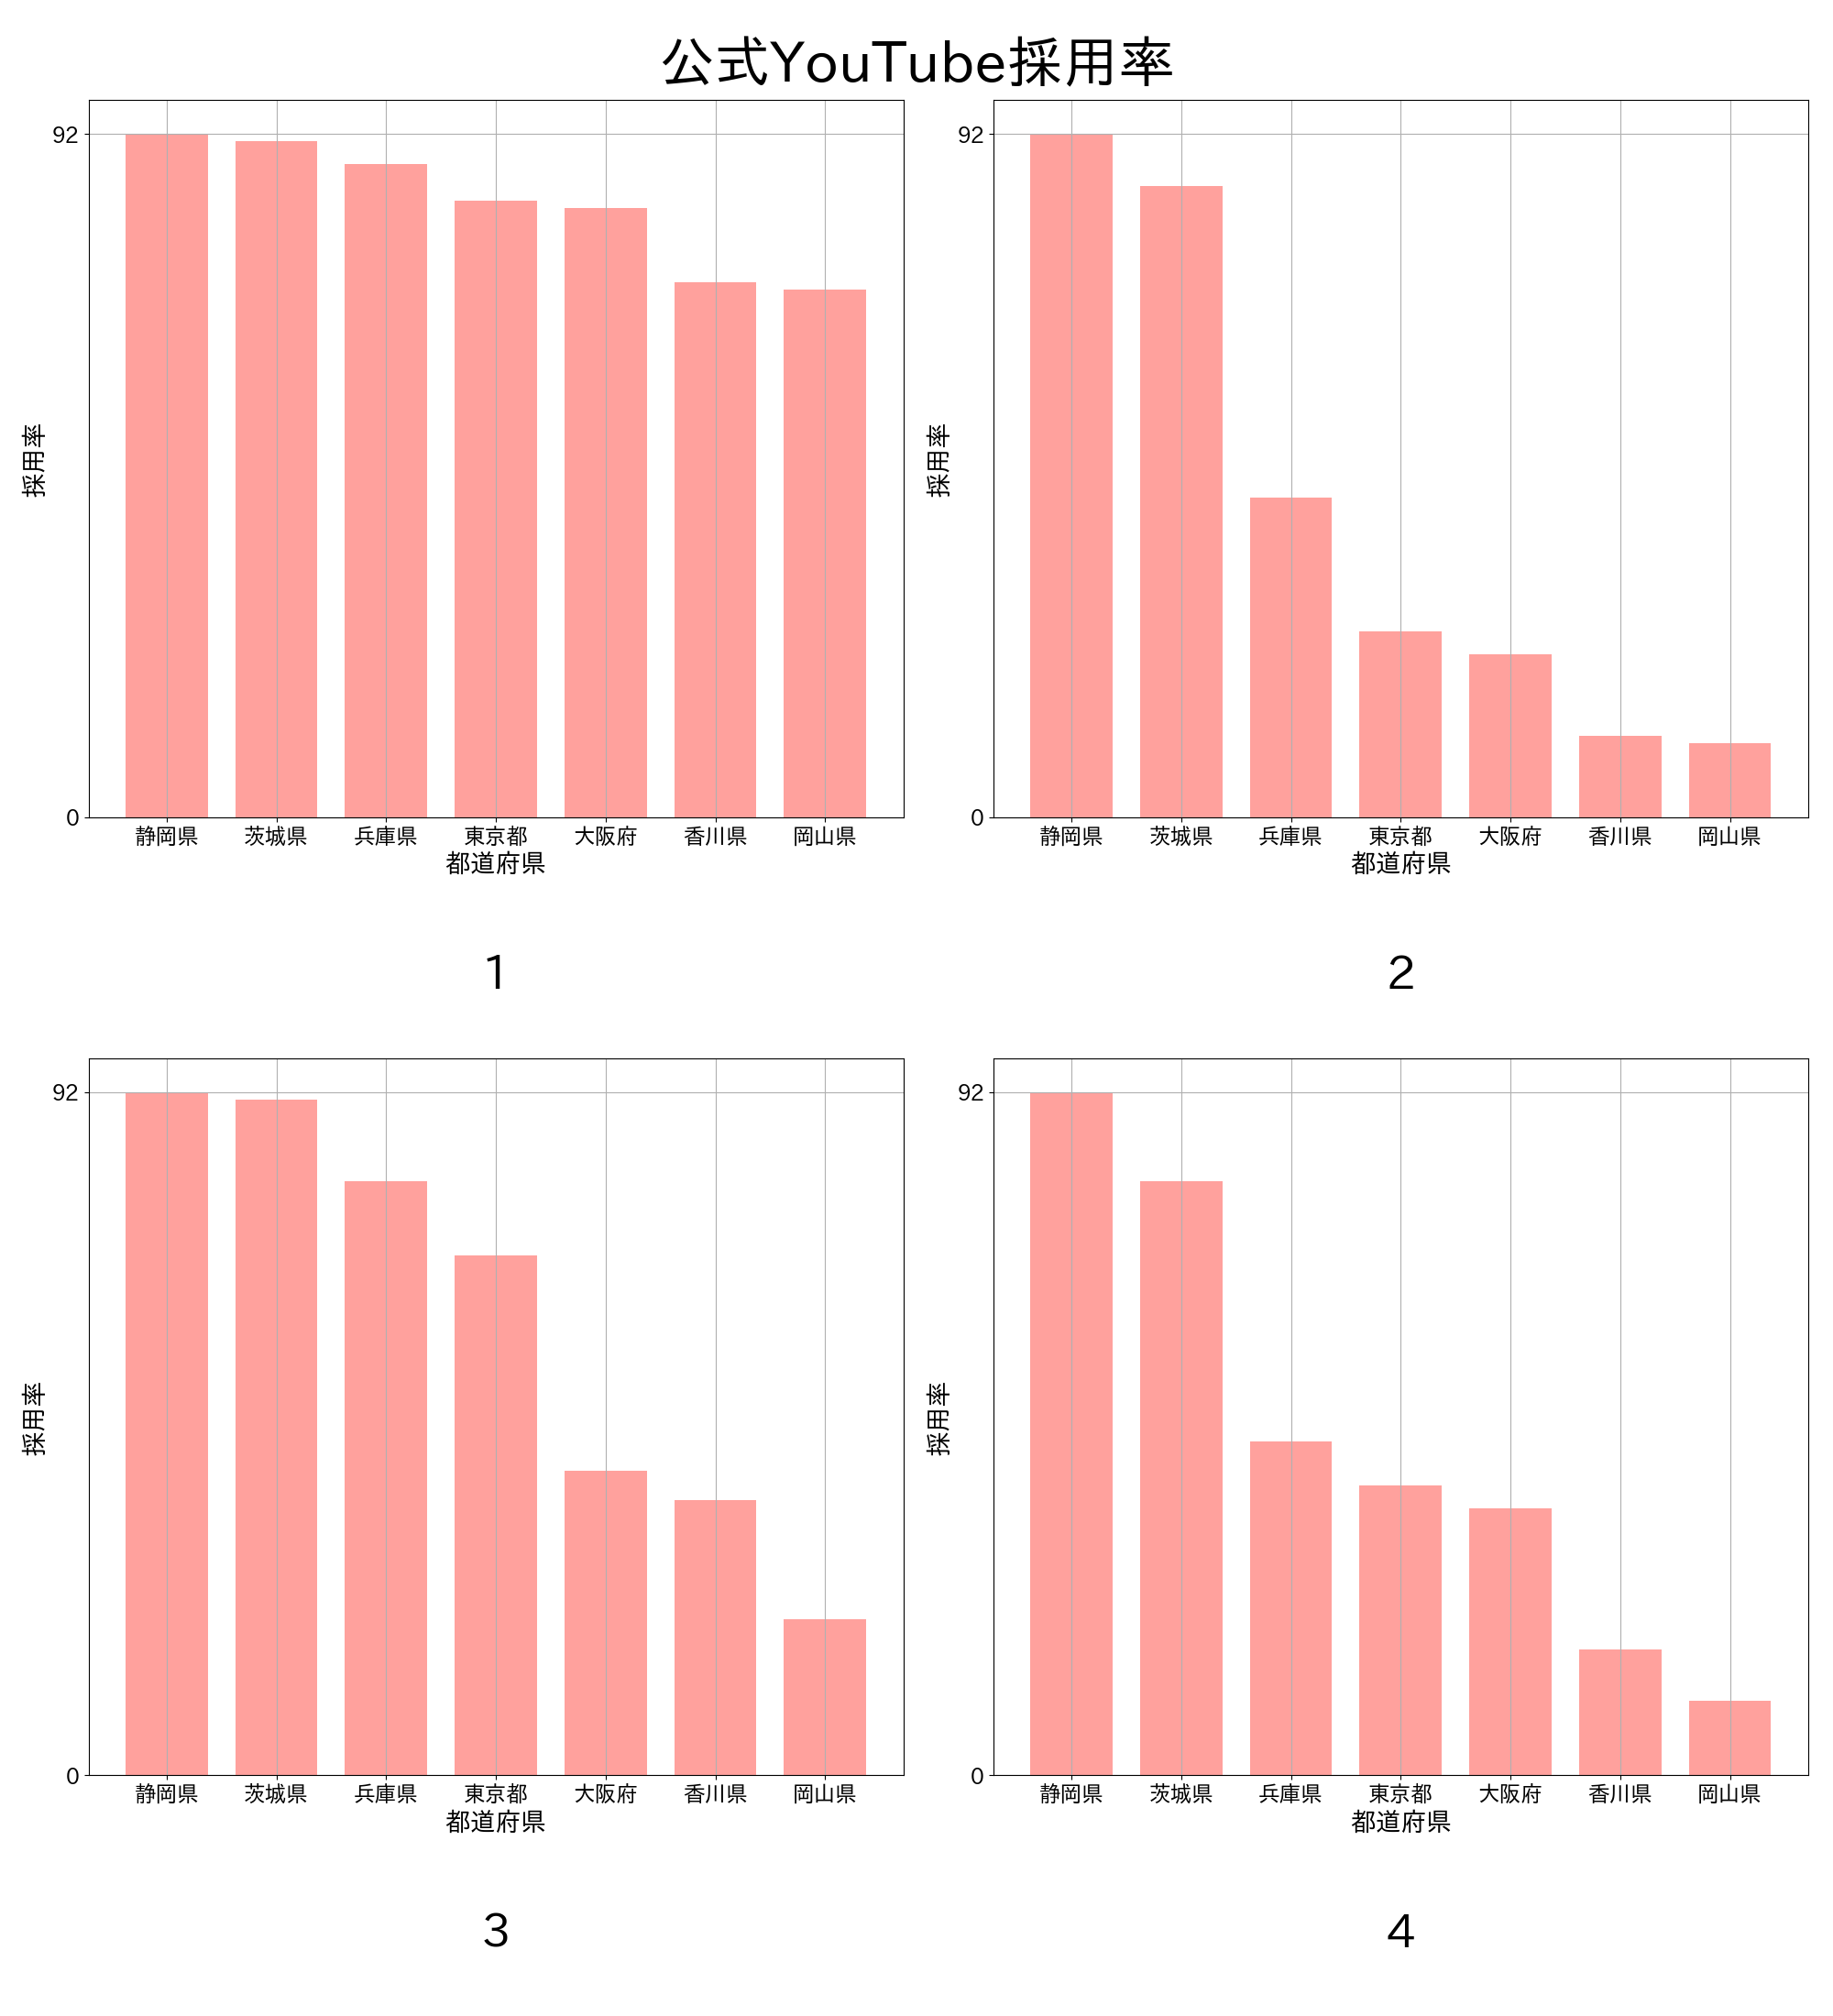 公式YouTube採用率
92
0
採用率
静岡県 茨城県 兵庫県 東京都 大阪府 香川県 岡山県
都道府県
1
92
0
採用率
静岡県 茨城県 兵庫県 東京都 大阪府 香川県 岡山県
都道府県
2
92
0
採用率
静岡県 茨城県 兵庫県 東京都 大阪府 香川県 岡山県
都道府県
3
92
0
採用率
静岡県 茨城県 兵庫県 東京都 大阪府 香川県 岡山県
都道府県
4